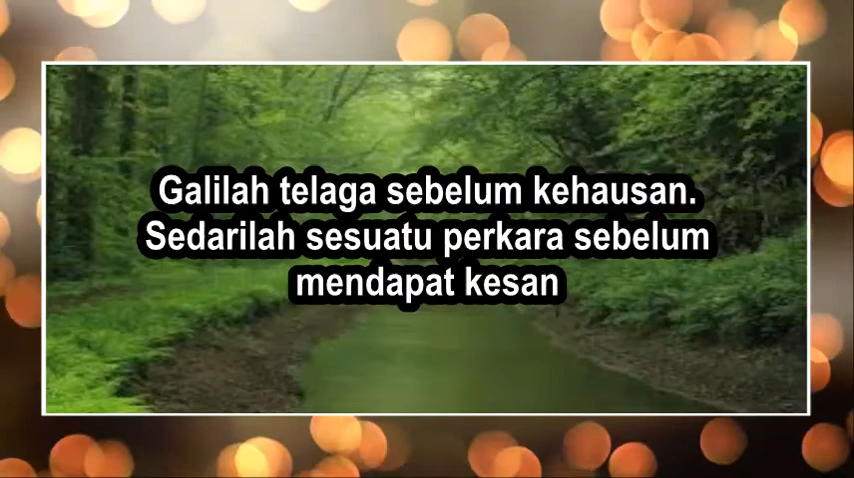 Galilah telaga sebelum kehausan.
Sedarilah sesuatu perkara sebelum
mendapat kesan